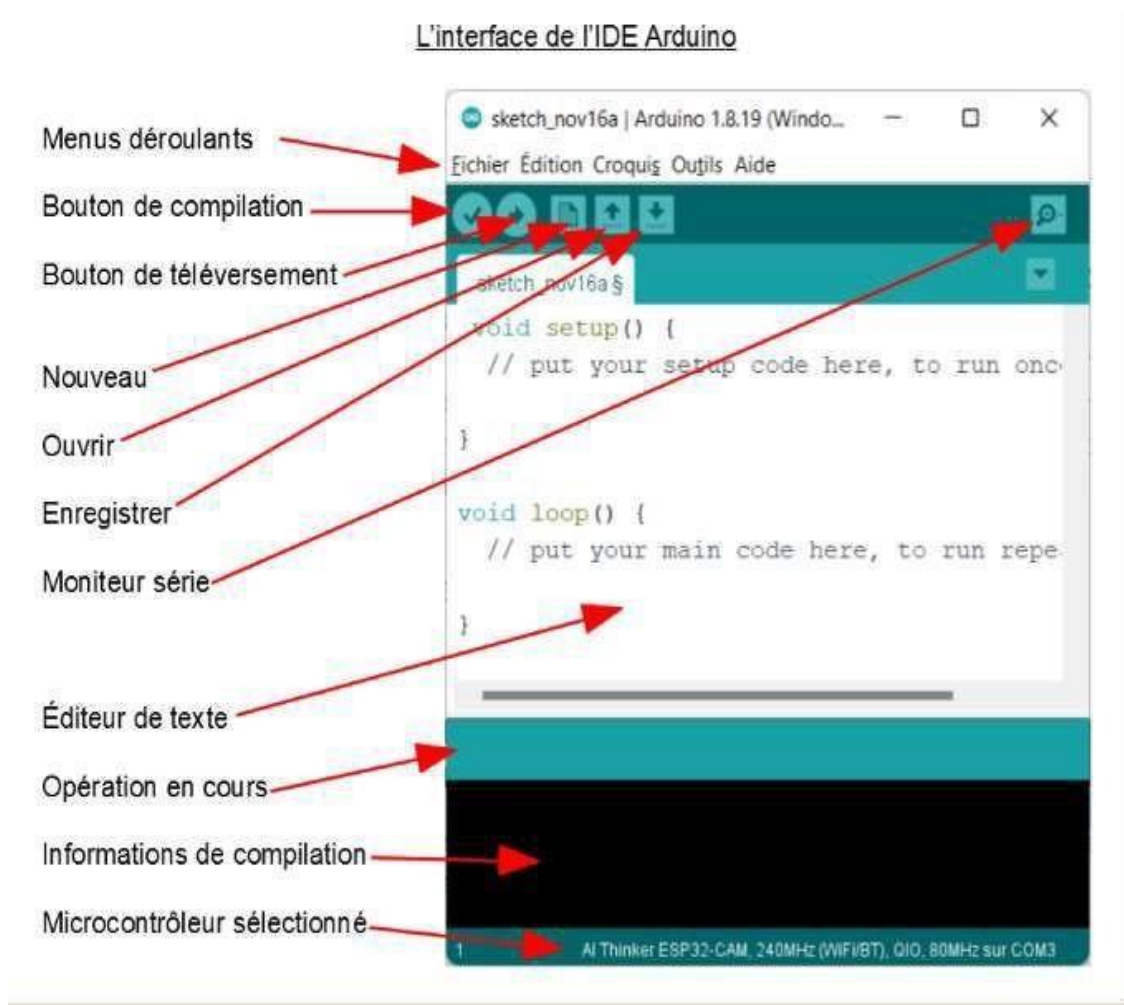 L'interface de l'IDE Arduino
sketch_nov16a | Arduino 1.8.19 (Windo...
Menus déroulants
Fichier Édition Croquis Outils Aide
Bouton de compilation
Bouton de téléversement
sketch_nov16a §
void setup() {
// put your setup code here, to run onc
Nouveau
Ouvrir
}
Enregistrer
void loop() {
// put your main code here, to run repe
Moniteur série
}
Éditeur de texte
Opération en cours
Informations de compilation
Microcontrôleur sélectionné
1 AI Thinker ESP32-CAM, 240MHz (WiFi/BT), QIO, 80MHz sur COM3